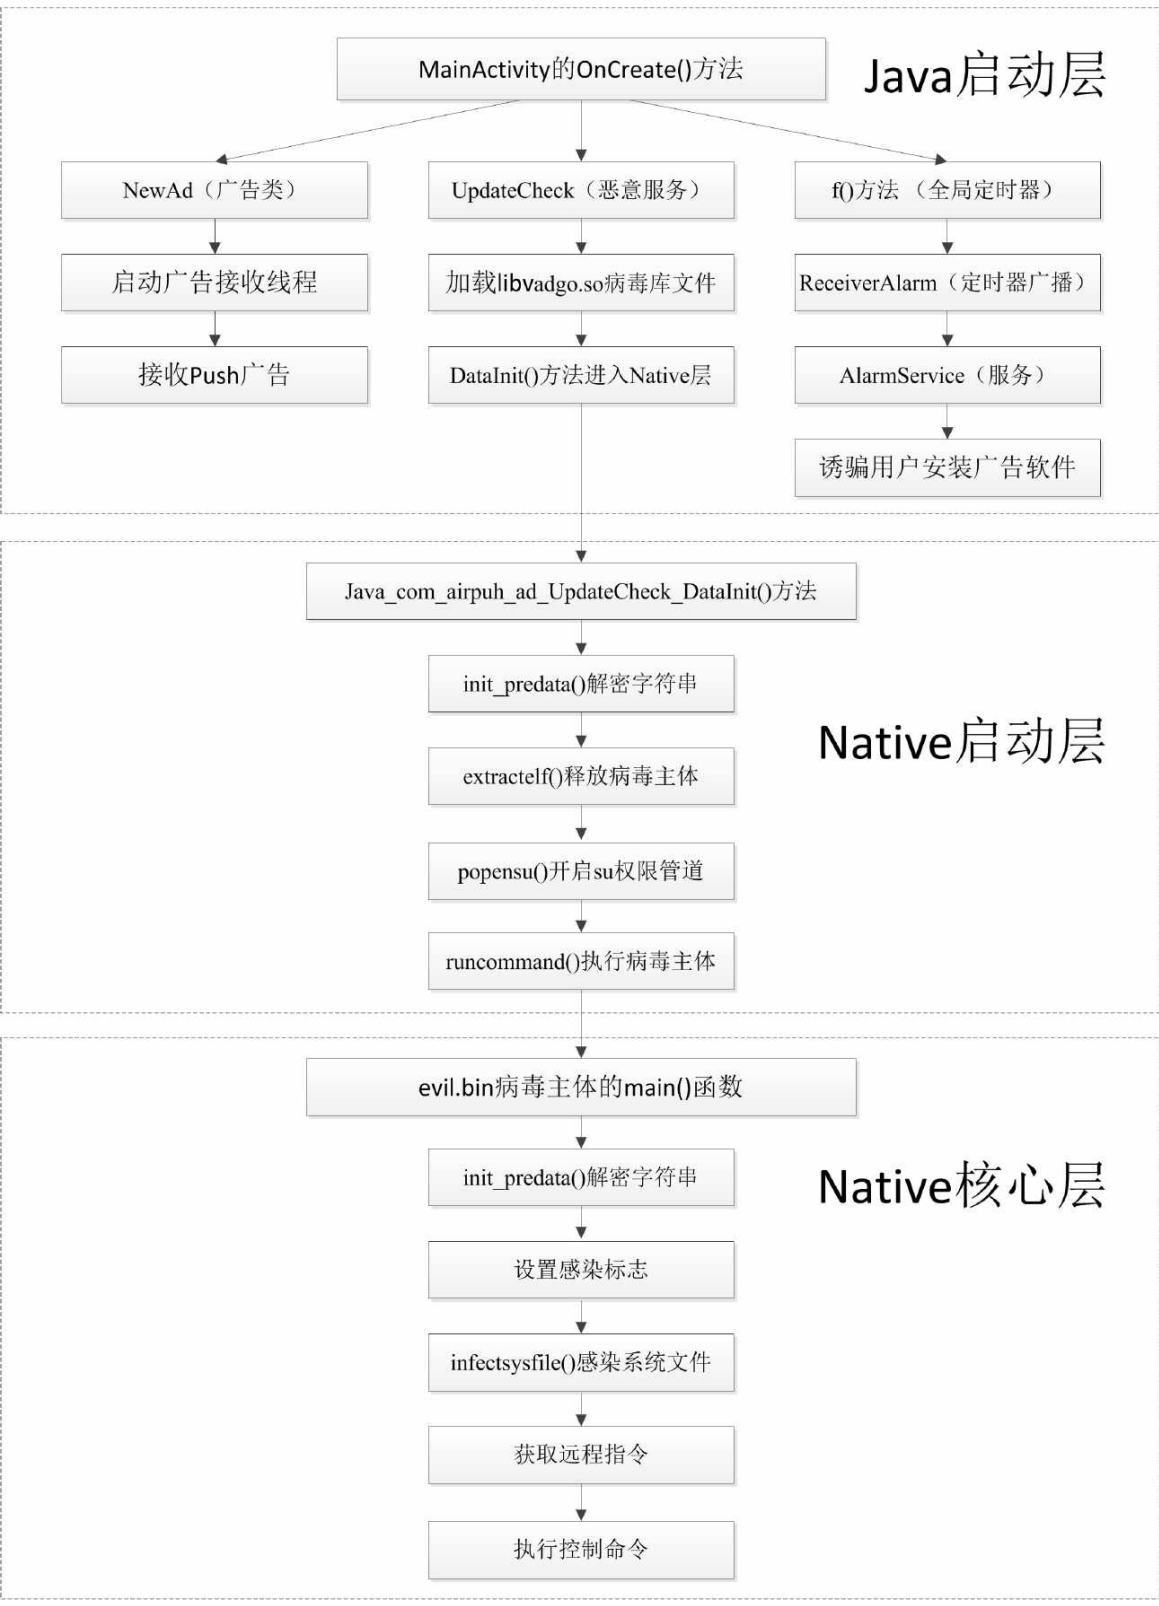 MainActivity的OnCreate()方法
Java启动层
NewAd（广告类）
UpdateCheck（恶意服务）
f()方法 （全局定时器）
启动广告接收线程
加载libvadgo.so病毒库文件
ReceiverAlarm（定时器广播）
接收Push广告
DataInit()方法进入Native层
AlarmService（服务）
诱骗用户安装广告软件
Java_com_airpuh_ad_UpdateCheck_DataInit()方法
init_predata()解密字符串
Native启动层
extractelf()释放病毒主体
popensu()开启su权限管道
runcommand()执行病毒主体
evil.bin病毒主体的main()函数
init_predata()解密字符串
Native核心层
设置感染标志
infectsysfile()感染系统文件
获取远程指令
执行控制命令